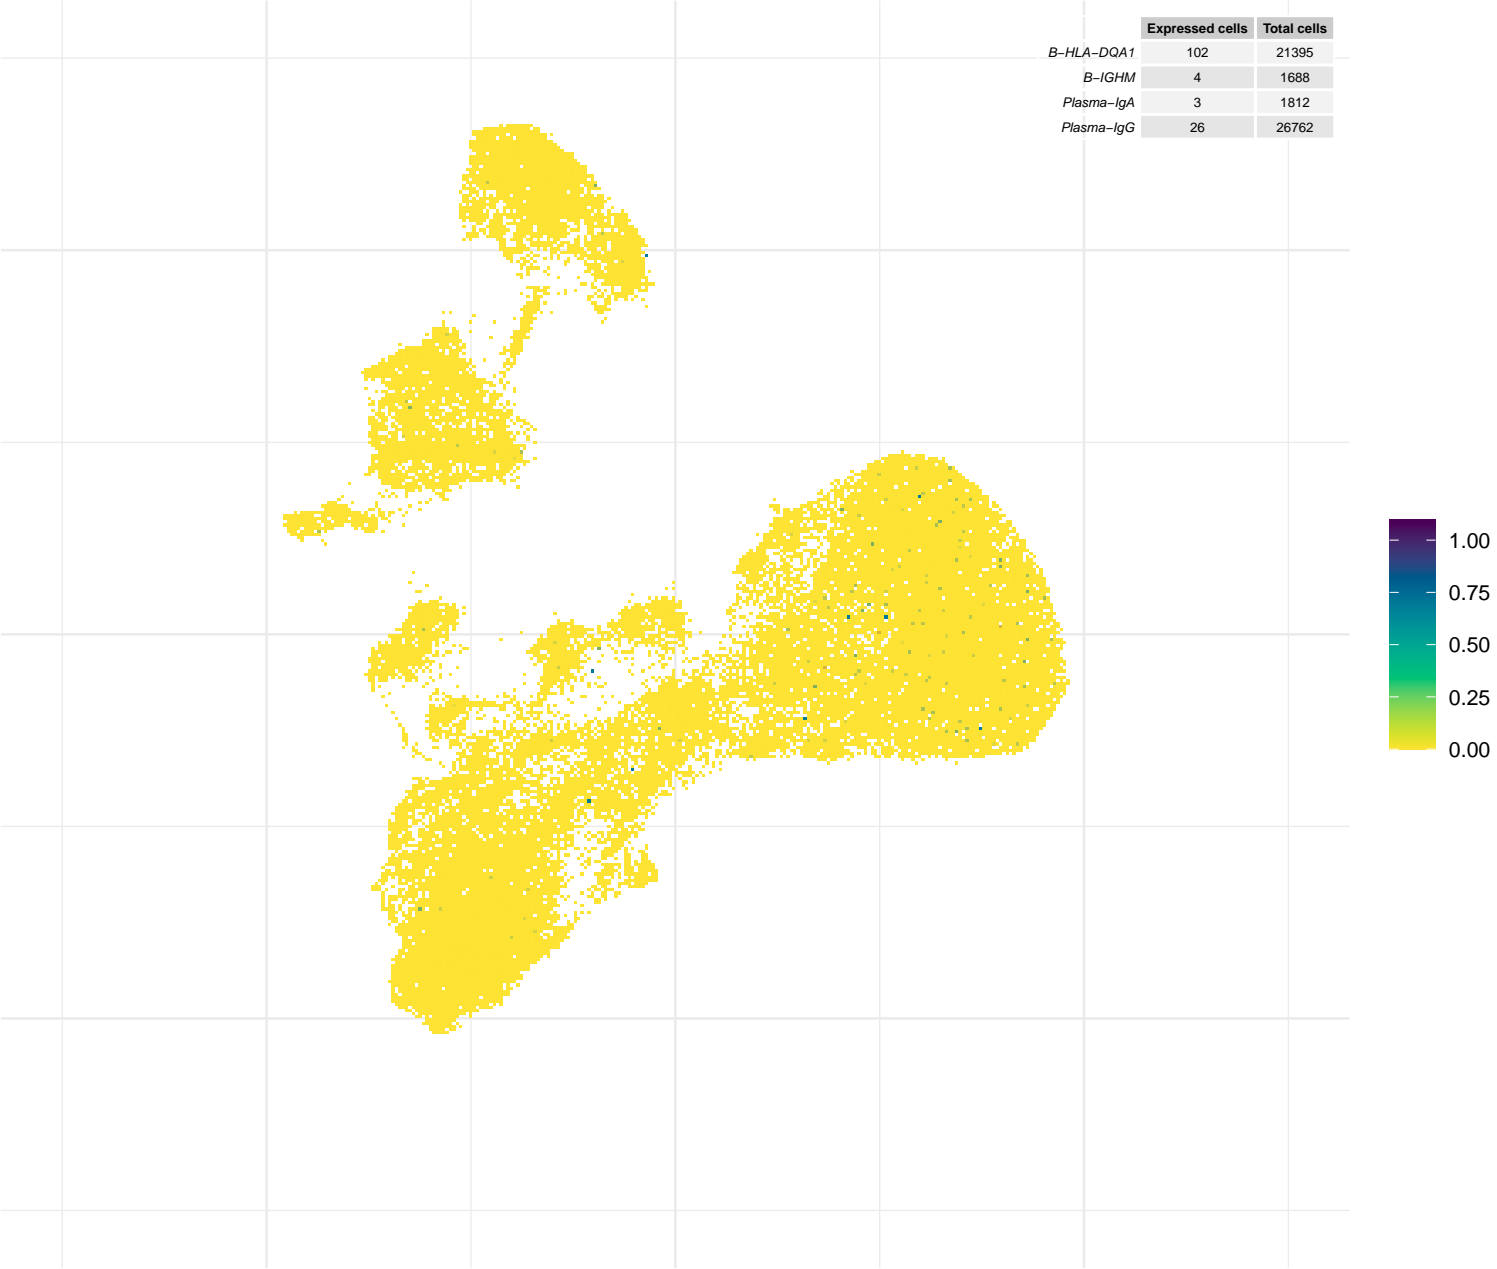 Expressed cells Total cells
B−HLA−DQA1 102 21395
B−IGHM 4 1688
Plasma−IgA 3 1812
Plasma−IgG 26 26762
1.00
0.75
0.50
0.25
0.00